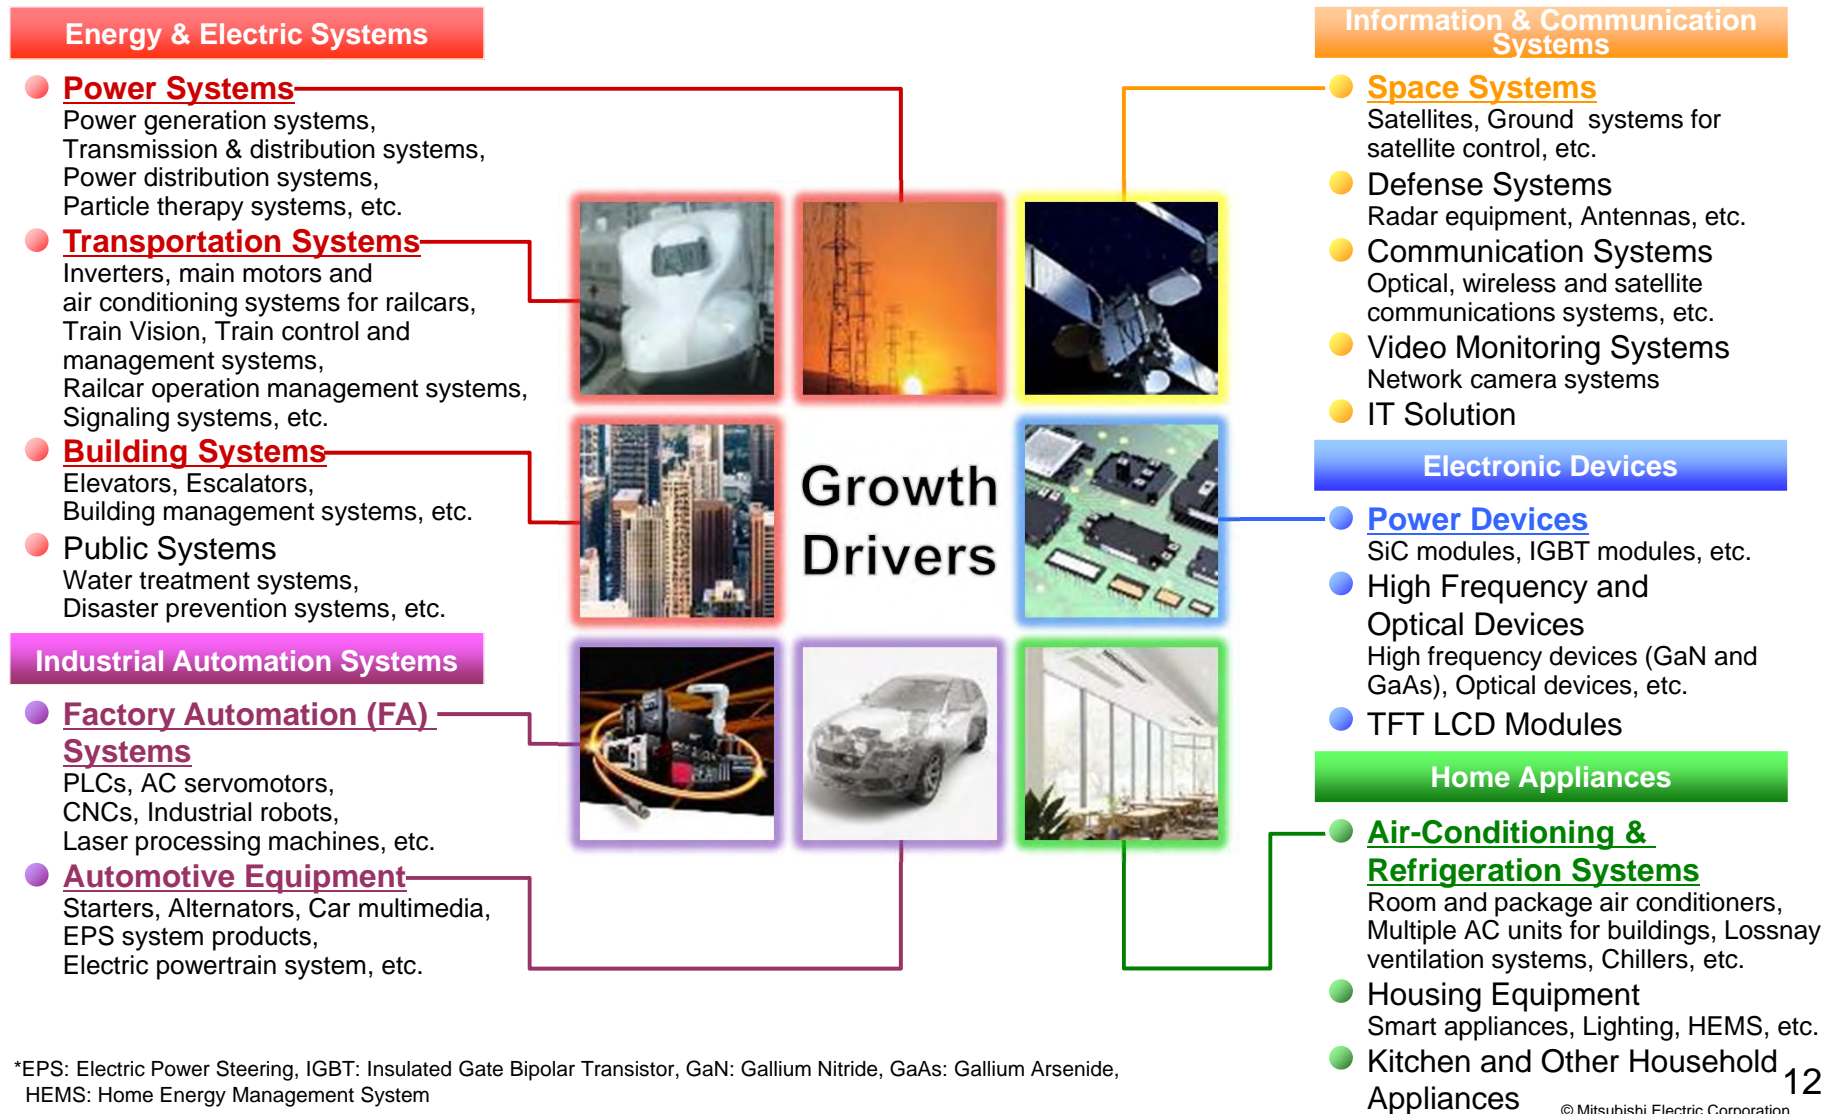 Energy & Electric Systems
Power Systems
Power generation systems,
Transmission & distribution systems,
Power distribution systems,
Particle therapy systems, etc.
Transportation Systems
Inverters, main motors and
air conditioning systems for railcars,
Train Vision, Train control and
management systems,
Railcar operation management systems,
Signaling systems, etc.
Building Systems
Elevators, Escalators,
Building management systems, etc.
Public Systems
Water treatment systems,
Disaster prevention systems, etc.
Industrial Automation Systems
Factory Automation (FA)
Systems
PLCs, AC servomotors,
CNCs, Industrial robots,
Laser processing machines, etc.
Automotive Equipment
Starters, Alternators, Car multimedia,
EPS system products,
Electric powertrain system, etc.
Growth
Drivers
Information & Communication
Systems
Space Systems
Satellites, Ground systems for
satellite control, etc.
Defense Systems
Radar equipment, Antennas, etc.
Communication Systems
Optical, wireless and satellite
communications systems, etc.
Video Monitoring Systems
Network camera systems
IT Solution
Electronic Devices
Power Devices
SiC modules, IGBT modules, etc.
High Frequency and
Optical Devices
High frequency devices (GaN and
GaAs), Optical devices, etc.
TFT LCD Modules
Home Appliances
Air-Conditioning &
Refrigeration Systems
Room and package air conditioners,
Multiple AC units for buildings, Lossnay
ventilation systems, Chillers, etc.
Housing Equipment
Smart appliances, Lighting, HEMS, etc.
Kitchen and Other Household
Appliances
*EPS: Electric Power Steering, IGBT: Insulated Gate Bipolar Transistor, GaN: Gallium Nitride, GaAs: Gallium Arsenide,
HEMS: Home Energy Management System
12
© Mitsubishi Electric Corporation